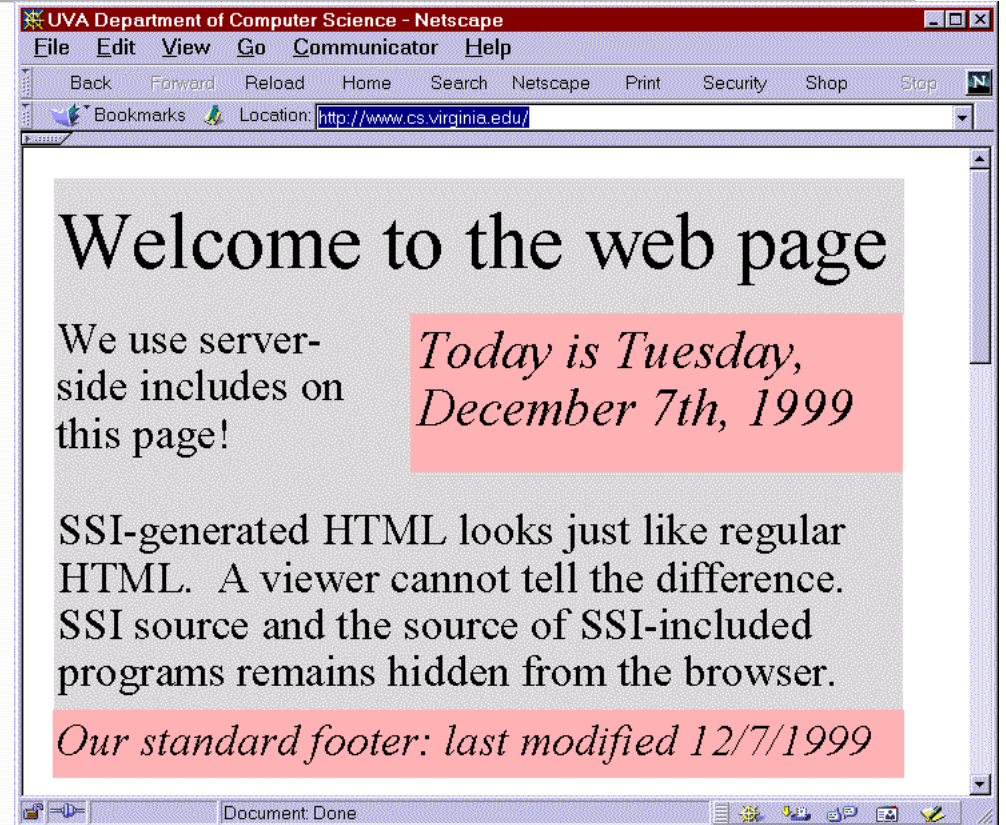 UVA Department of Computer Science - Netscape
File Edit View Go Communicator Help
Back Forward Reload Home Search Netscape Print Security Shop Stop N
Bookmarks Location: http://www.cs.virginia.edu/
Welcome to the web page
We use server-
side includes on
this page!
Today is Tuesday,
December 7th, 1999
SSI-generated HTML looks just like regular
HTML. A viewer cannot tell the difference.
SSI source and the source of SSI-included
programs remains hidden from the browser.
Our standard footer: last modified 12/7/1999
Document: Done